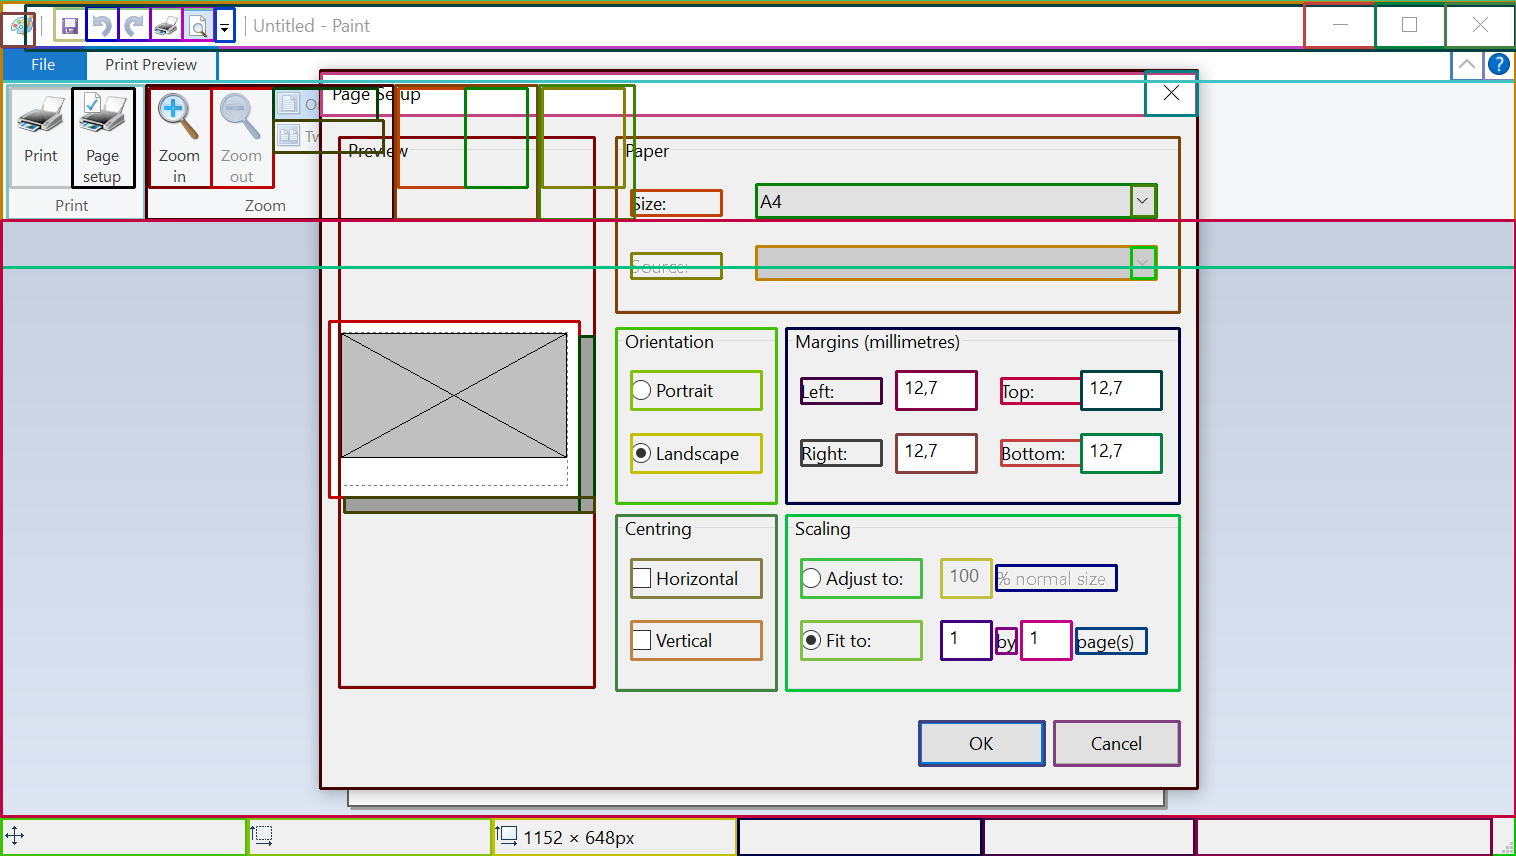 Untitled - Paint
File
Print Preview
Page Setup
Print
Page
setup
Zoom
in
Zoom
out
Print
Zoom
Preview
Paper
Size:
A4
Source:
Orientation
Portrait
Landscape
Margins (millimetres)
Left:
12,7
Top:
12,7
Right:
12,7
Bottom:
12,7
Centring
Horizontal
Vertical
Scaling
Adjust to:
100
% normal size
Fit to:
1
by
1
page(s)
OK
Cancel
1152 × 648px